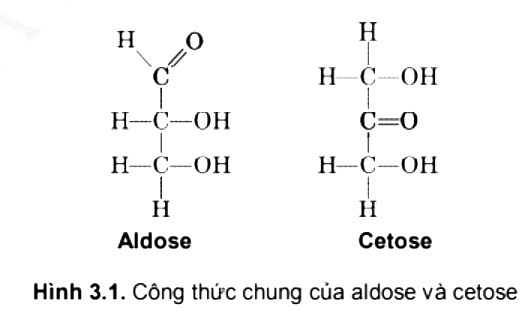 H O
C
H—C—OH
H—C—OH
H
Aldose
H
H—C—OH
C=O
H—C—OH
H
Cetose
Hình 3.1. Công thức chung của aldose và cetose